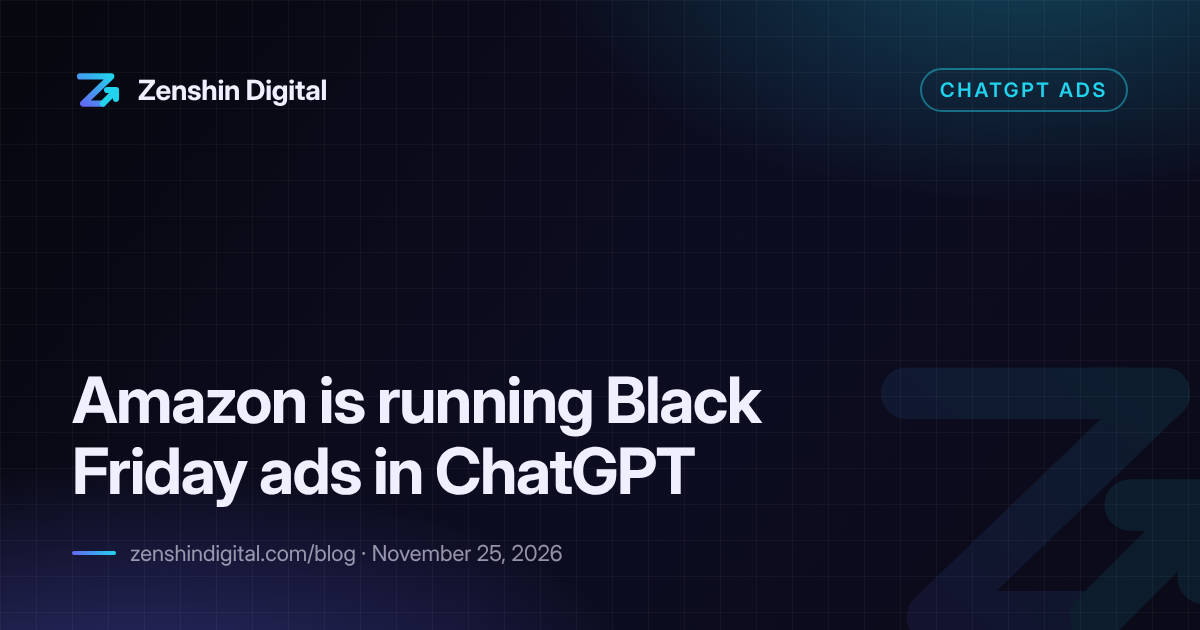 Zenshin Digital
CHATGPT ADS
Amazon is running Black
Friday ads in ChatGPT
zenshindigital.com/blog · November 25, 2026